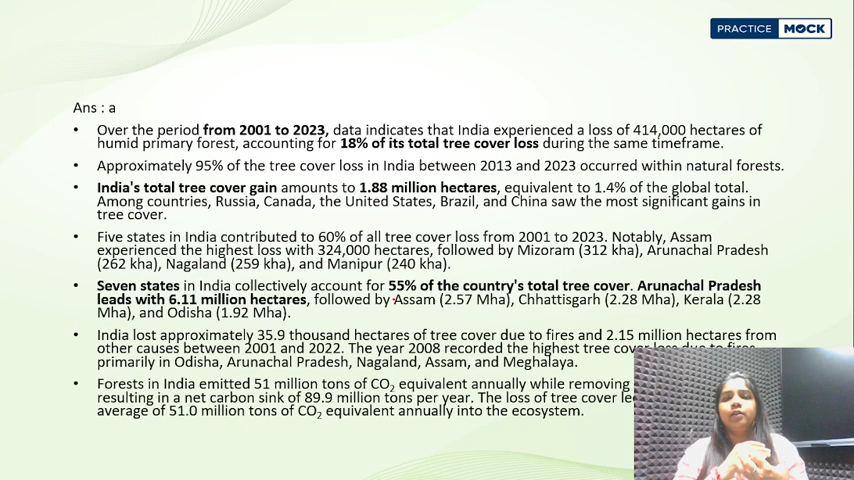 PRACTICE MOCK
Ans : a
• Over the period from 2001 to 2023, data indicates that India experienced a loss of 414,000 hectares of
humid primary forest, accounting for 18% of its total tree cover loss during the same timeframe.
• Approximately 95% of the tree cover loss in India between 2013 and 2023 occurred within natural forests.
• India's total tree cover gain amounts to 1.88 million hectares, equivalent to 1.4% of the global total.
Among countries, Russia, Canada, the United States, Brazil, and China saw the most significant gains in
tree cover.
• Five states in India contributed to 60% of all tree cover loss from 2001 to 2023. Notably, Assam
experienced the highest loss with 324,000 hectares, followed by Mizoram (312 kha), Arunachal Pradesh
(262 kha), Nagaland (259 kha), and Manipur (240 kha).
• Seven states in India collectively account for 55% of the country's total tree cover. Arunachal Pradesh
leads with 6.11 million hectares, followed by Assam (2.57 Mha), Chhattisgarh (2.28 Mha), Kerala (2.28
Mha), and Odisha (1.92 Mha).
• India lost approximately 35.9 thousand hectares of tree cover due to fires and 2.15 million hectares from
other causes between 2001 and 2022. The year 2008 recorded the highest tree cover loss due to fires,
primarily in Odisha, Arunachal Pradesh, Nagaland, Assam, and Meghalaya.
• Forests in India emitted 51 million tons of CO₂ equivalent annually while removing
resulting in a net carbon sink of 89.9 million tons per year. The loss of tree cover
average of 51.0 million tons of CO₂ equivalent annually into the ecosystem.